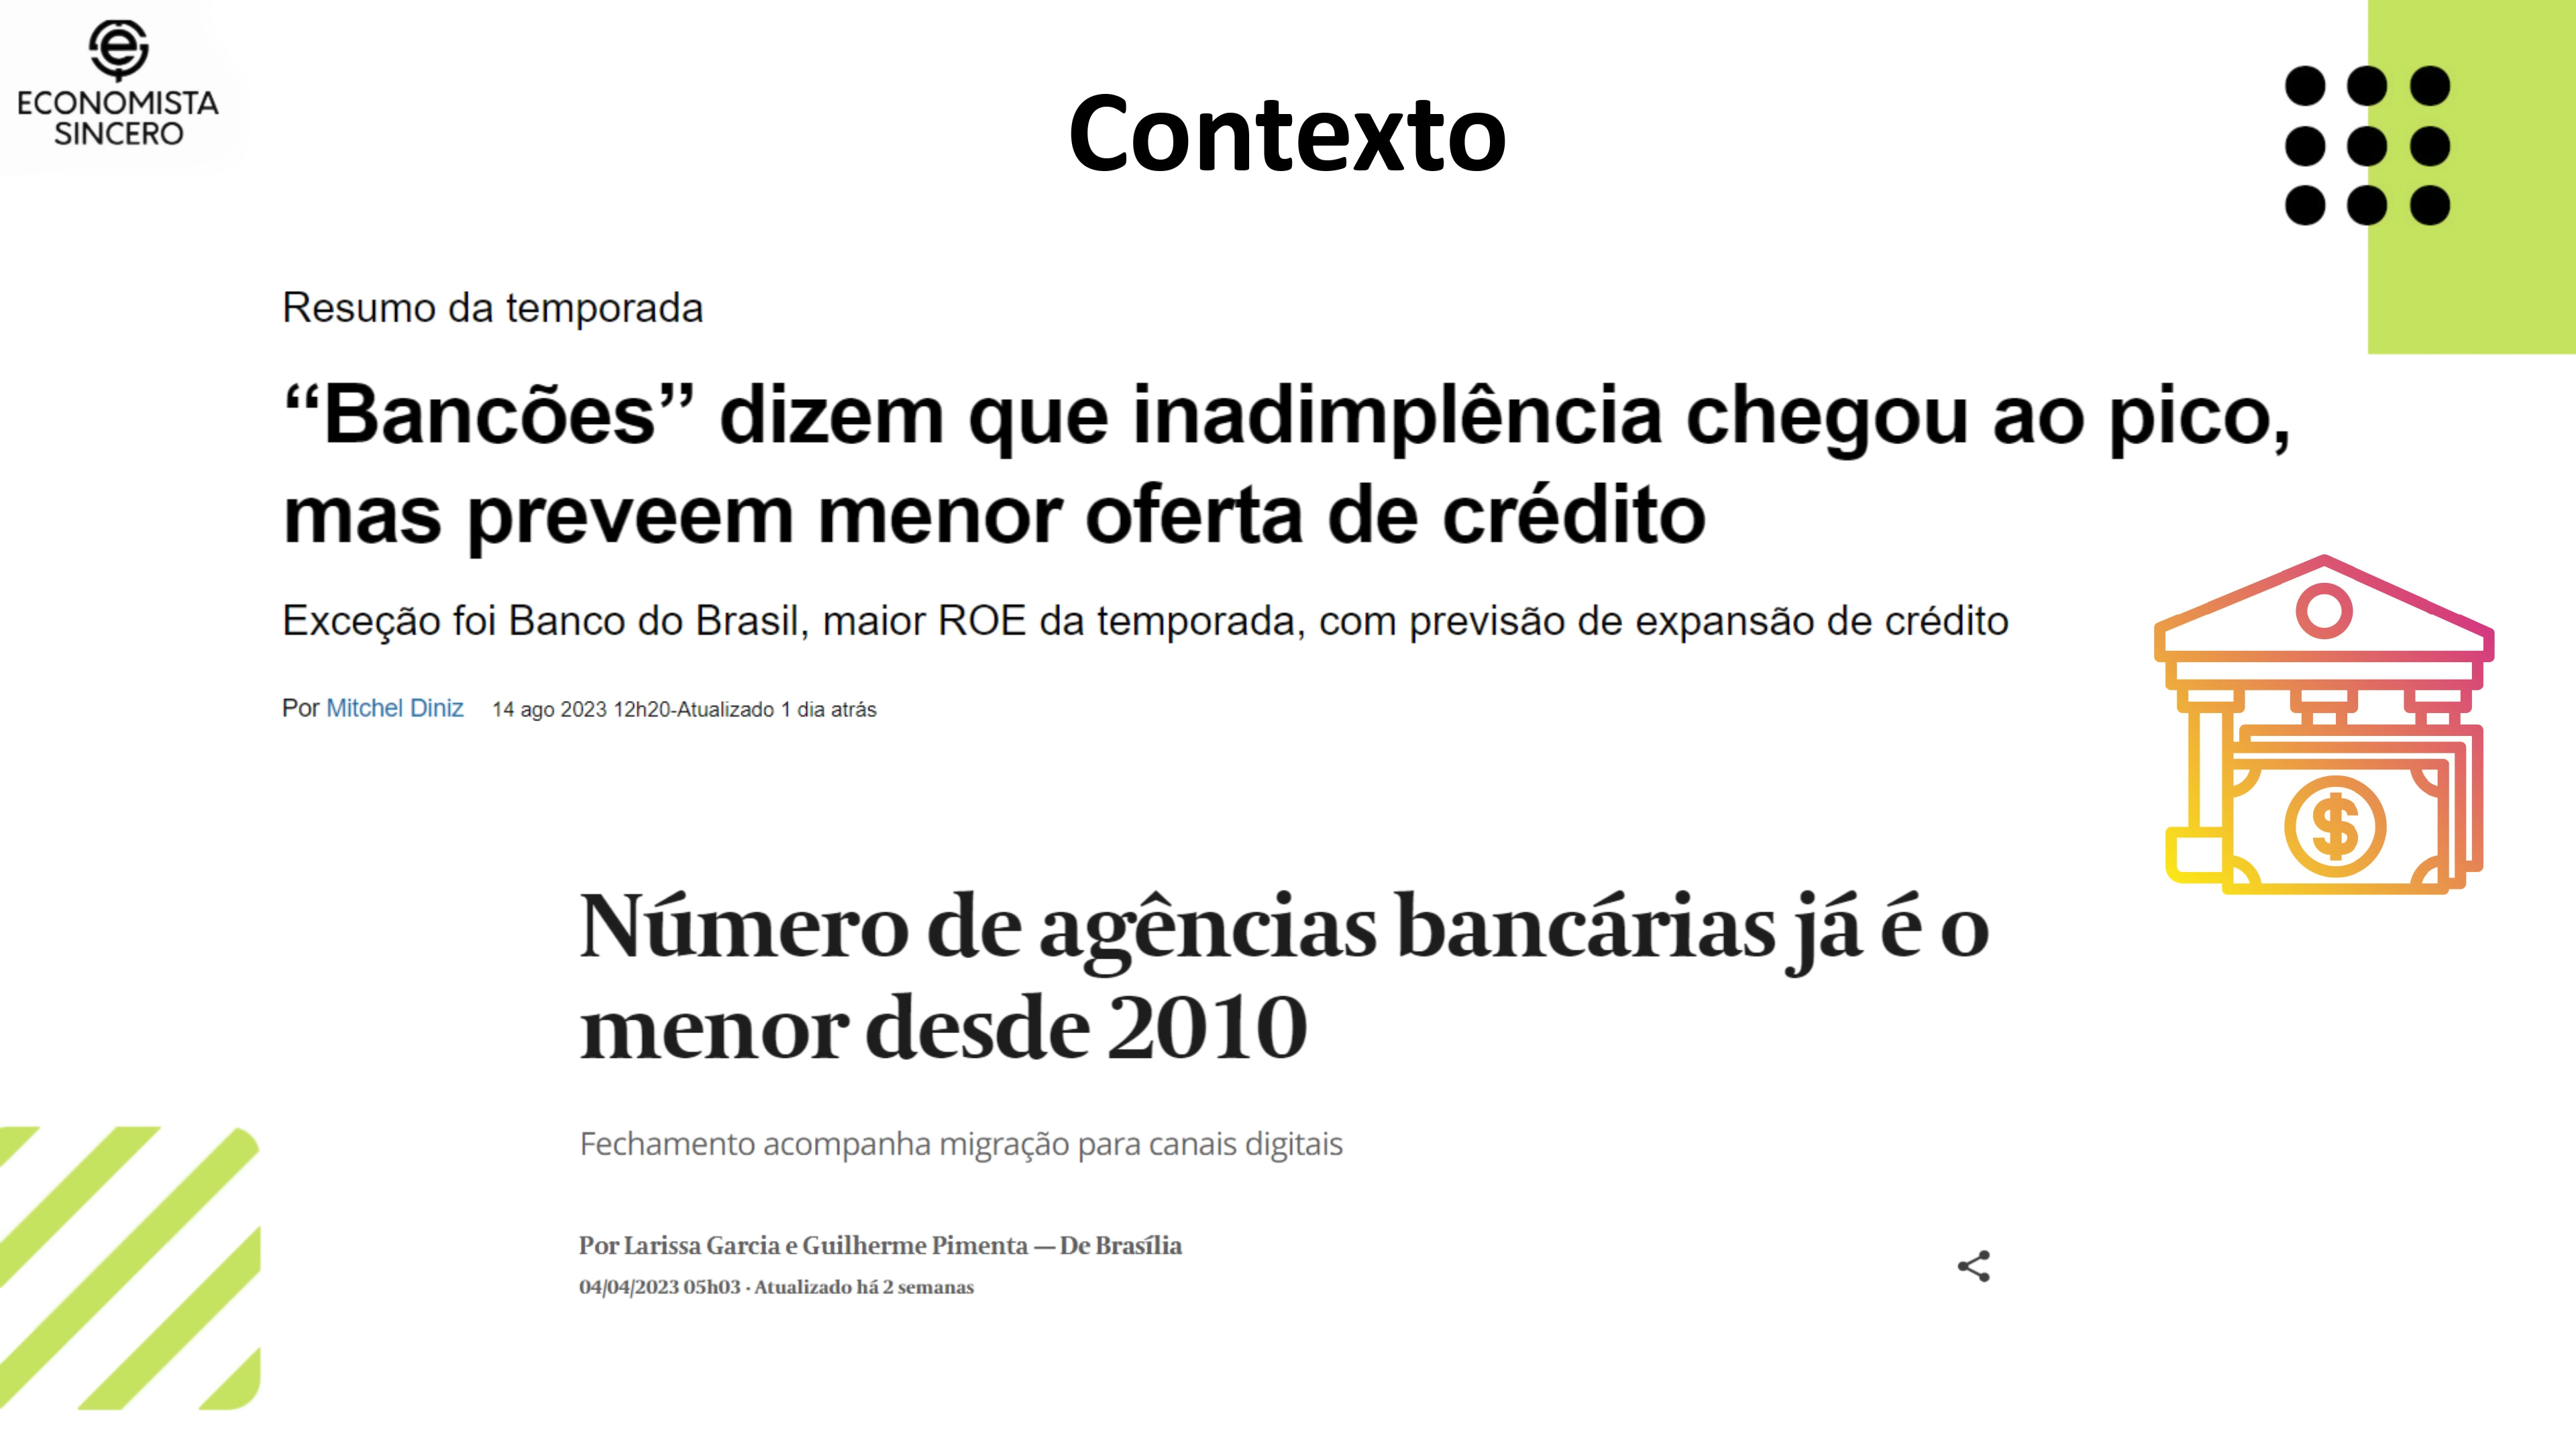 ECONOMISTA
SINCERO
Contexto
Resumo da temporada
“Bancões” dizem que inadimplência chegou ao pico,
mas preveem menor oferta de crédito
Exceção foi Banco do Brasil, maior ROE da temporada, com previsão de expansão de crédito
Por Mitchel Diniz 14 ago 2023 12h20-Atualizado 1 dia atrás
$
Número de agências bancárias já é o
menor desde 2010
Fechamento acompanha migração para canais digitais
Por Larissa Garcia e Guilherme Pimenta — De Brasília
04/04/2023 05h03 · Atualizado há 2 semanas